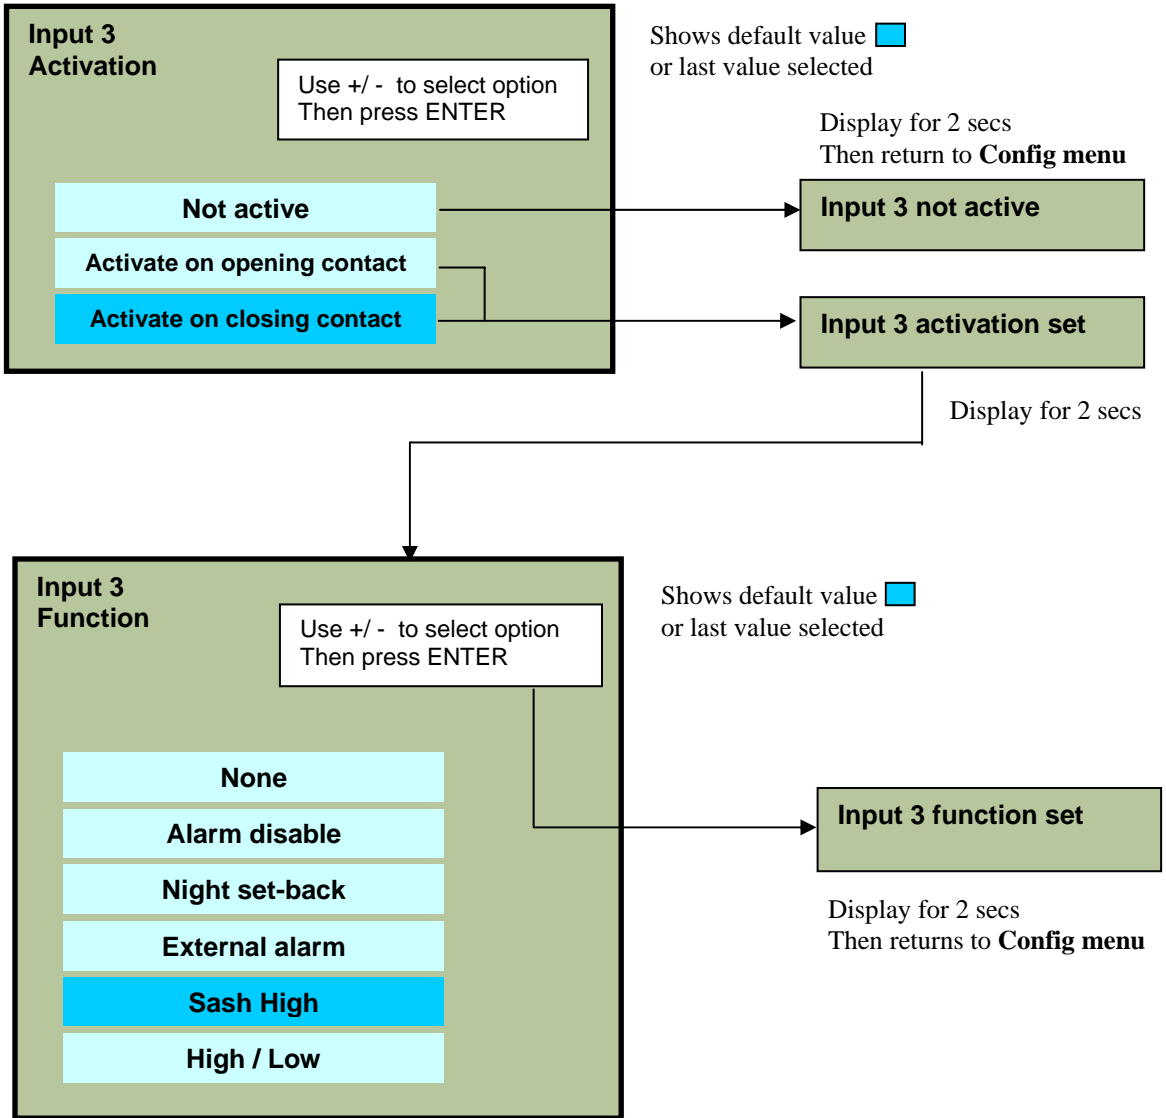 Input 3
Activation
Use +/ -  to select option
Then press ENTER
Shows default value
or last value selected
Display for 2 secs
Then return to Config menu
Not active
Input 3 not active
Activate on opening contact
Activate on closing contact
Input 3 activation set
Display for 2 secs
Input 3
Function
Use +/ -  to select option
Then press ENTER
Shows default value
or last value selected
None
Alarm disable
Night set-back
External alarm
Sash High
High / Low
Input 3 function set
Display for 2 secs
Then returns to Config menu